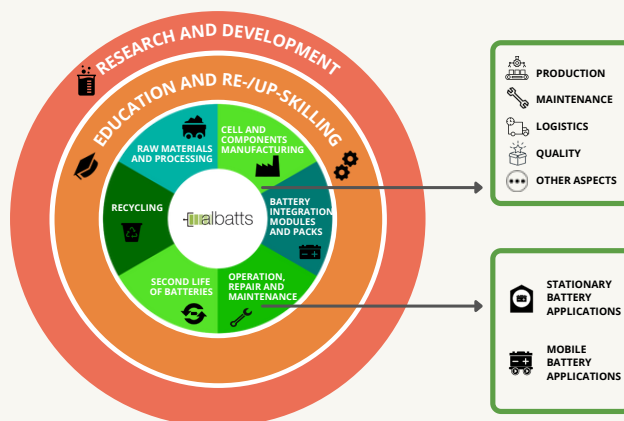 RESEARCH AND DEVELOPMENT
EDUCATION AND RE-/UP-SKILLING
RAW MATERIALS
AND PROCESSING
CELL AND
COMPONENTS
MANUFACTURING
RECYCLING
albatts
BATTERY
INTEGRATION
MODULES
AND PACKS
SECOND LIFE
OF BATTERIES
OPERATION,
REPAIR AND
MAINTENANCE
PRODUCTION
MAINTENANCE
LOGISTICS
QUALITY
OTHER ASPECTS
STATIONARY
BATTERY
APPLICATIONS
MOBILE
BATTERY
APPLICATIONS